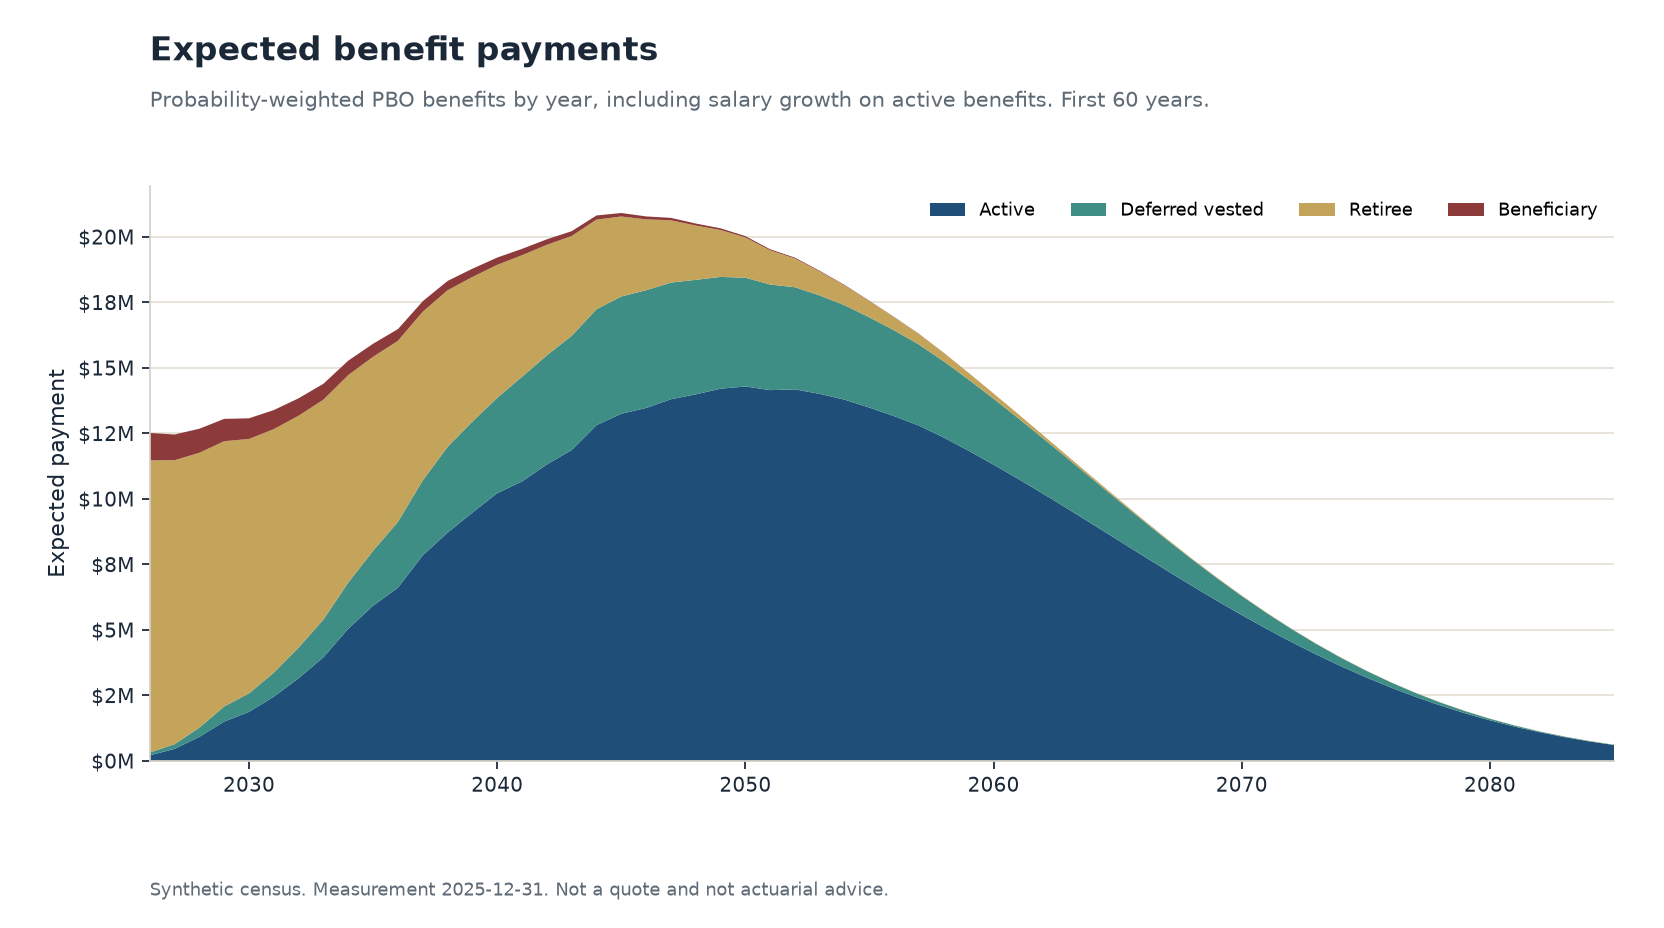 Expected benefit payments
Probability-weighted PBO benefits by year, including salary growth on active benefits. First 60 years.
Active
Deferred vested
Retiree
Beneficiary
Expected payment
$20M
$18M
$15M
$12M
$10M
$8M
$5M
$2M
$0M
2030
2040
2050
2060
2070
2080
Synthetic census. Measurement 2025-12-31. Not a quote and not actuarial advice.